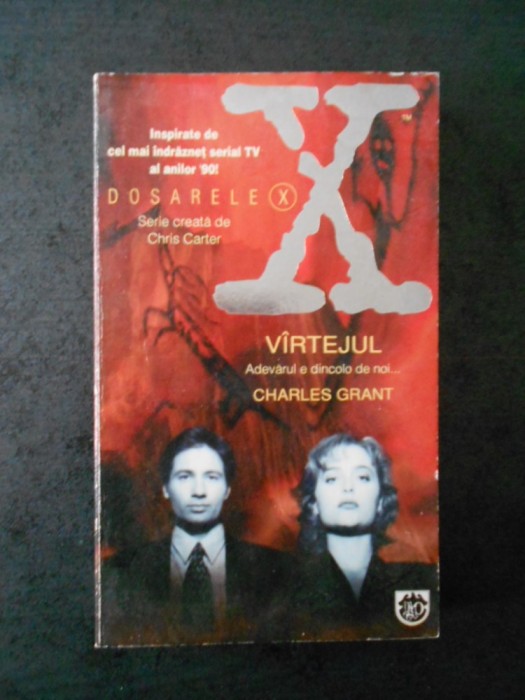 X
TM
Inspirate de
cel mai îndrăzneț serial TV
al anilor '90!
DOSARELE X
Serie creată de
Chris Carter
VÎRTEJUL
Adevărul e dincolo de noi...
CHARLES GRANT